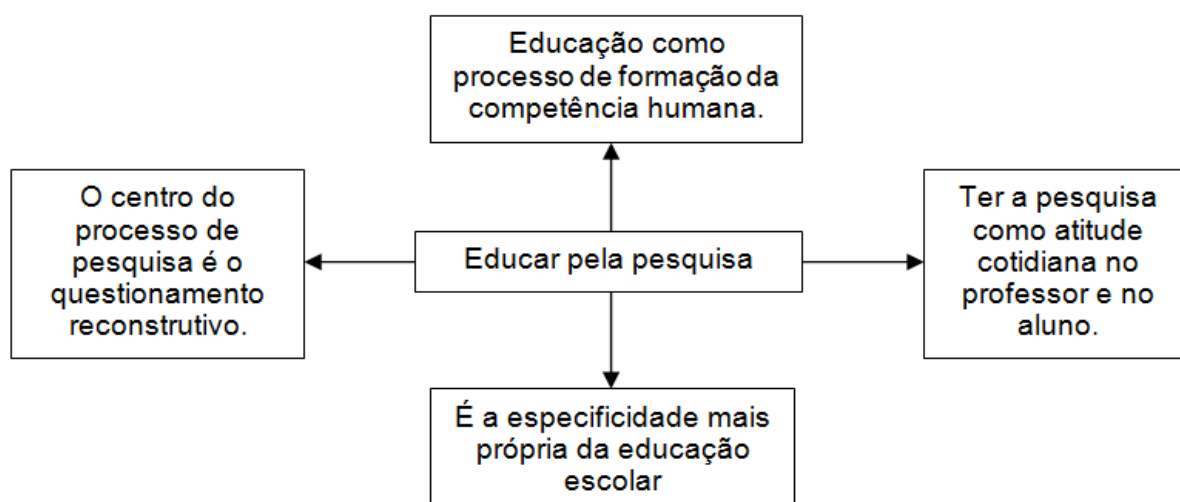 Educação como
processo de formação da
competência humana.
O centro do
processo de
pesquisa é o
questionamento
reconstrutivo.
Educar pela pesquisa
Ter a pesquisa
como atitude
cotidiana no
professor e no
aluno.
É a especificidade mais
própria da educação
escolar